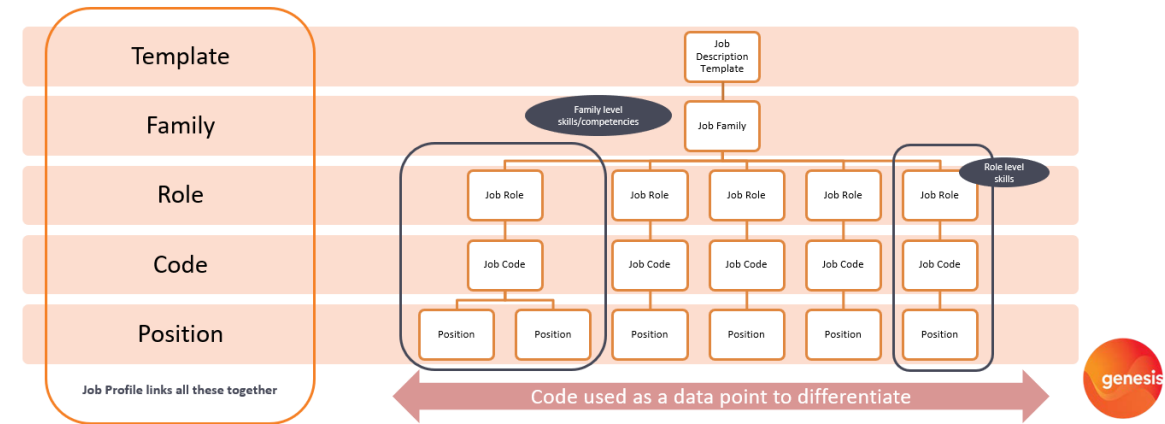 Template
Job
Description
Template
Family
Family level
skills/competencies
Job Family
Role
Job Role
Job Role
Job Role
Job Role
Job Role
Role level
skills
Code
Job Code
Job Code
Job Code
Job Code
Job Code
Position
Position
Position
Position
Position
Position
Position
Job Profile links all these together
Code used as a data point to differentiate
genesis